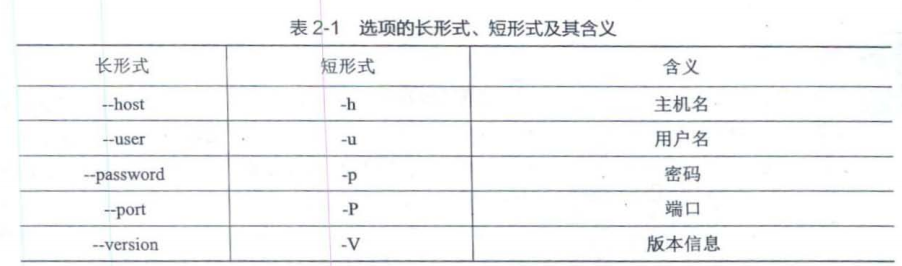 表 2-1 选项的长形式、短形式及其含义
长形式 短形式 含义
--host -h 主机名
--user -u 用户名
--password -p 密码
--port -P 端口
--version -V 版本信息